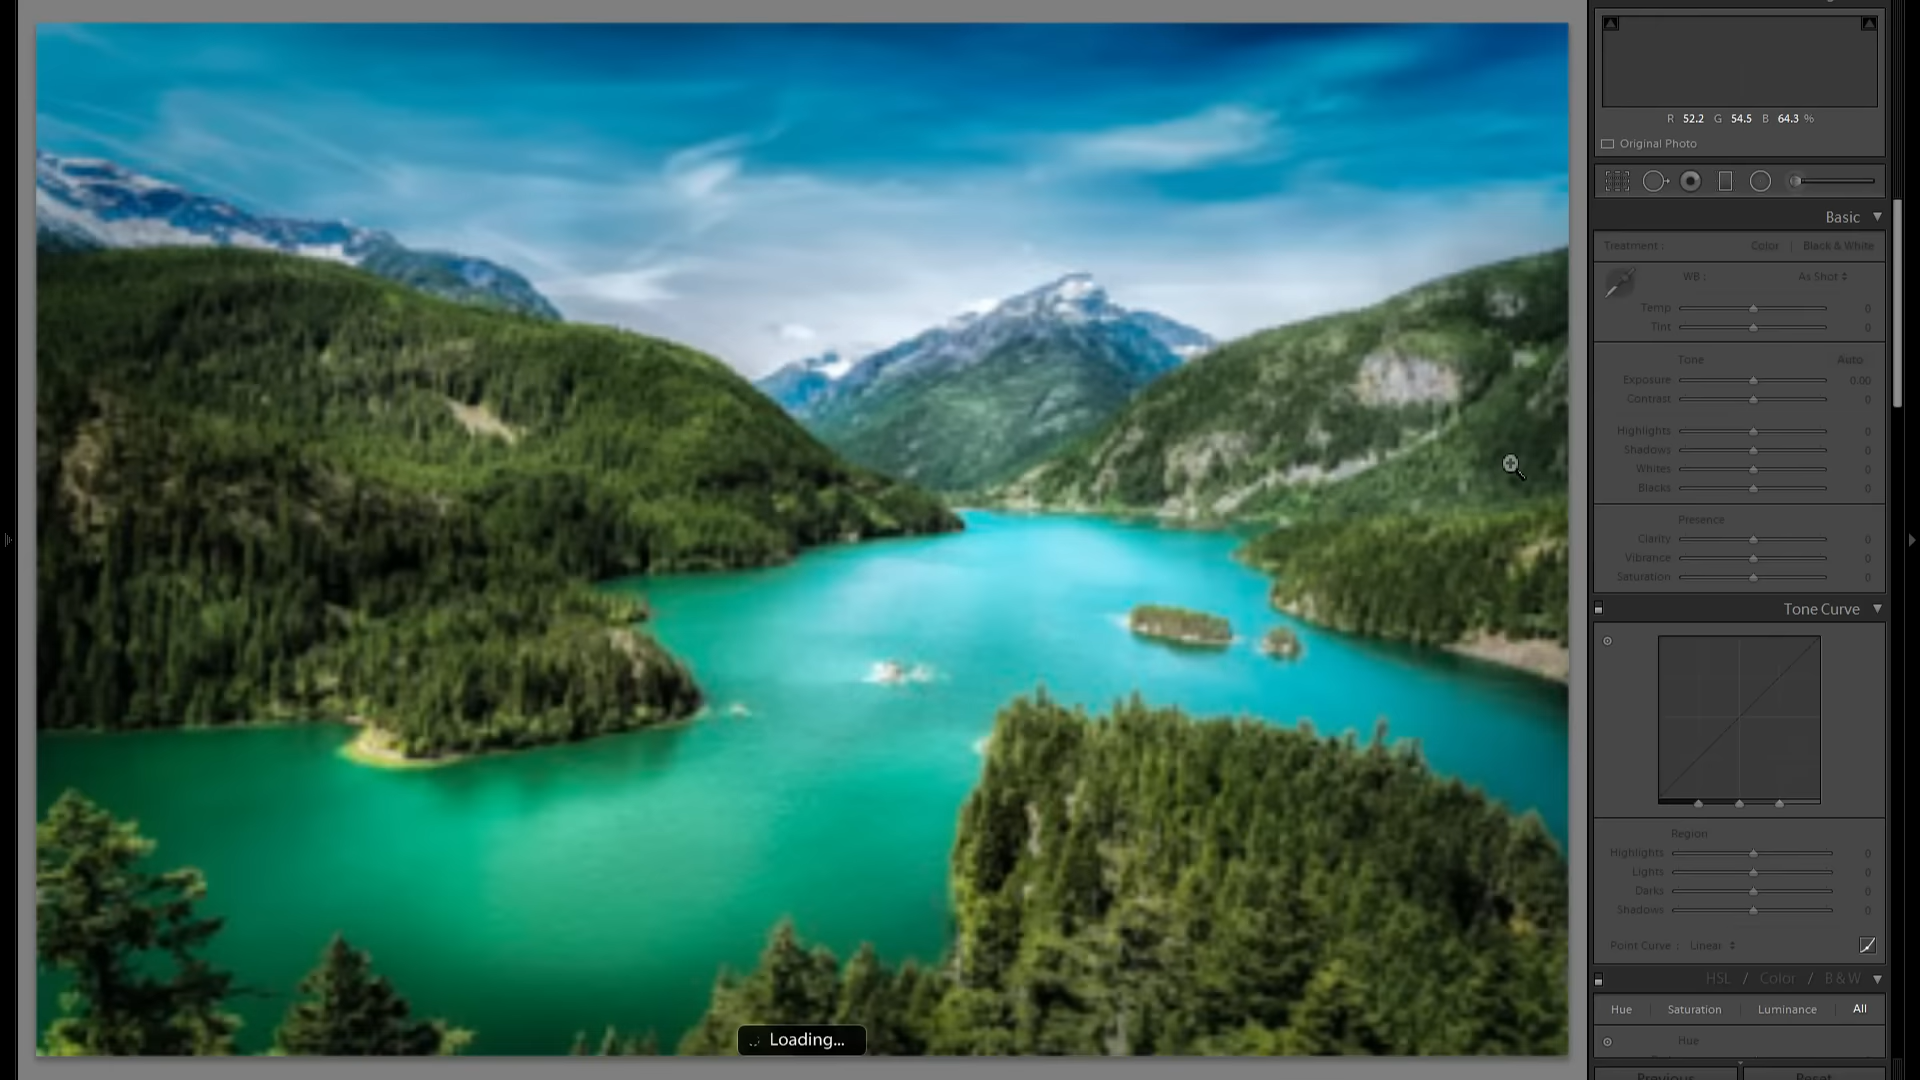 R 52.2 G 54.5 B 64.3 %
Original Photo
Basic
Treatment : Color | Black & White
WB : As Shot
Temp 0
Tint 0
Tone Auto
Exposure 0.00
Contrast 0
Highlights 0
Shadows 0
Whites 0
Blacks 0
Presence
Clarity 0
Vibrance 0
Saturation 0
Tone Curve
Region
Highlights 0
Lights 0
Darks 0
Shadows 0
Point Curve : Linear
HSL / Color / B & W
Hue Saturation Luminance All
Hue
Loading...
Previous Reset